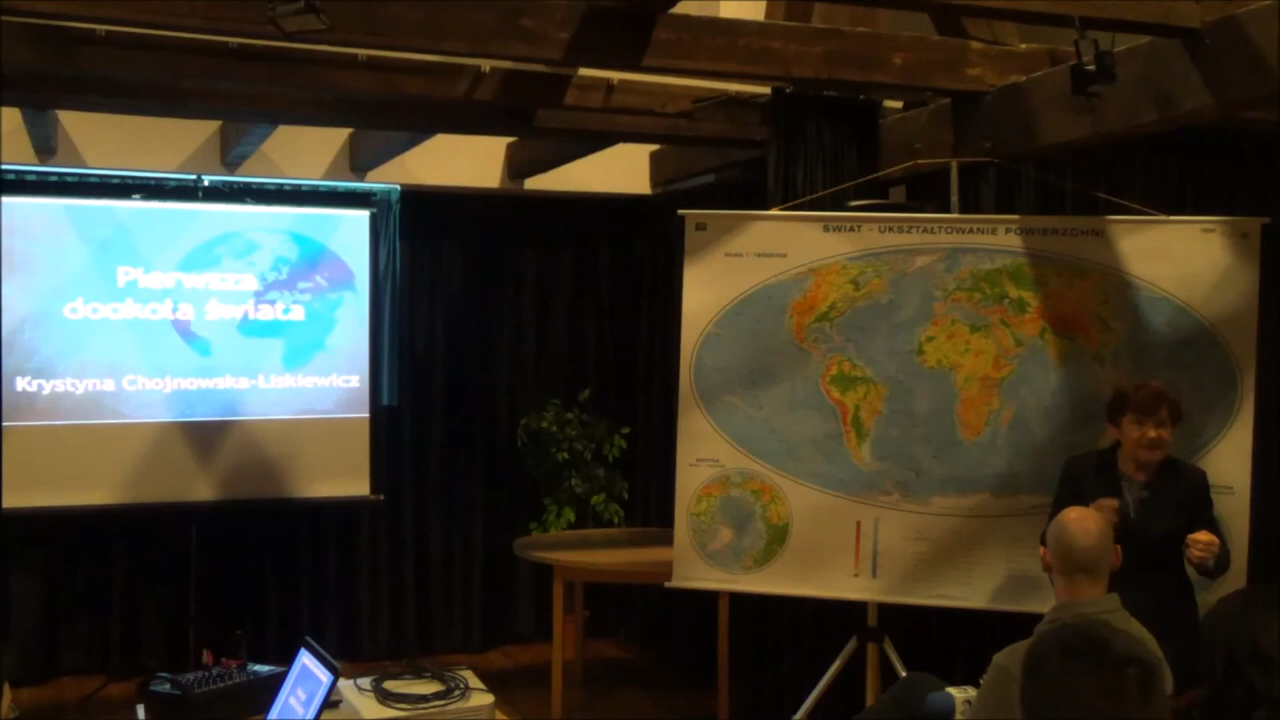 Pierwsza
dookoła świata
Krystyna Chojnowska-Liskiewicz
ŚWIAT - UKSZTAŁTOWANIE POWIERZCHNI